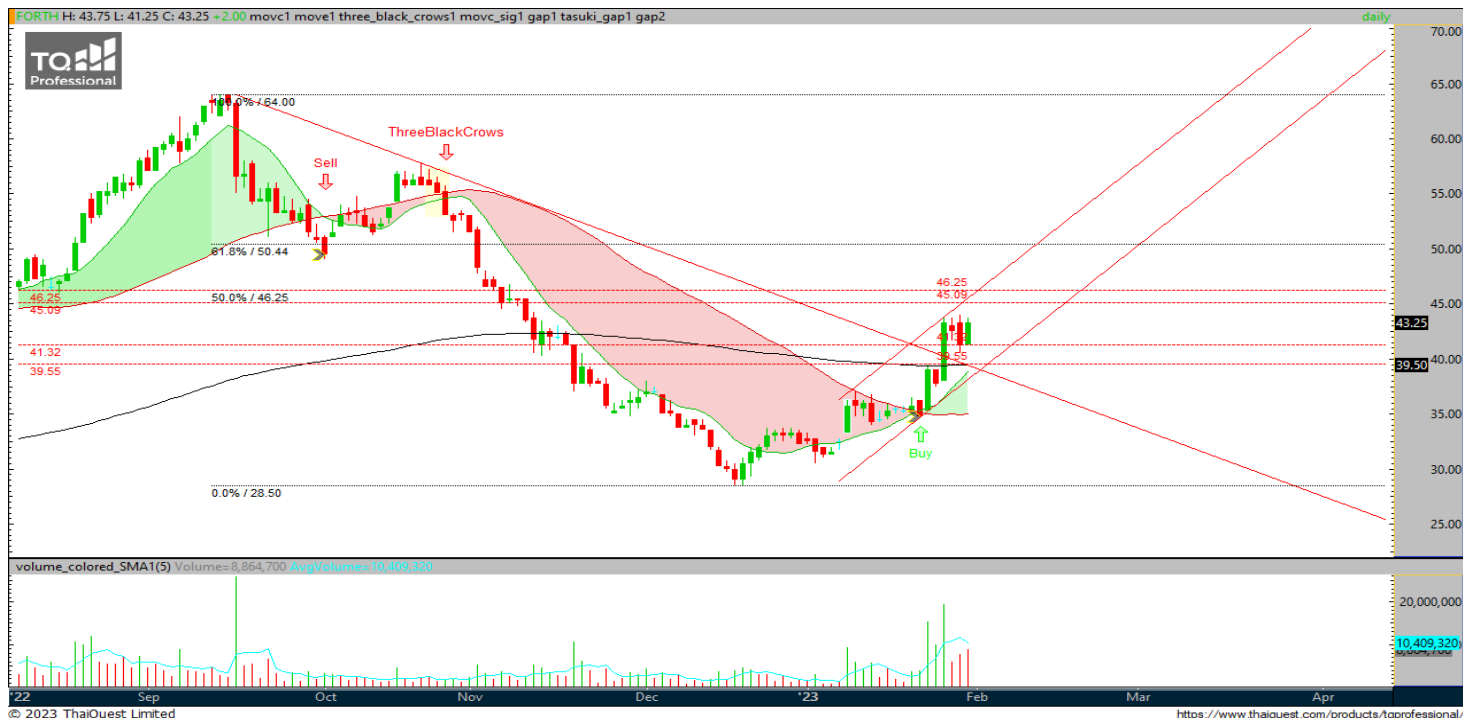 FORTH H: 43.75 L: 41.25 C: 43.25 +2.00 movc1 move1 three_black_crows1 movc_sig1 gap1 tasuki_gap1 gap2 daily
TQ
Professional
70.00
100.0% / 64.00
65.00
ThreeBlackCrows
60.00
Sell
55.00
61.8% / 50.44
50.00
46.25 50.0% / 46.25 46.25
45.09 45.09 45.00
43.25
41.32
40.00
39.55 39.55 39.50
35.00
Buy
30.00
0.0% / 28.50
25.00
volume_colored_SMA1(5) Volume=8,864,700 AvgVolume=10,409,320
20,000,000
10,409,320
'22 Sep Oct Nov Dec '23 Feb Mar Apr
© 2023 ThaiQuest Limited https://www.thaiquest.com/products/tqprofessional/